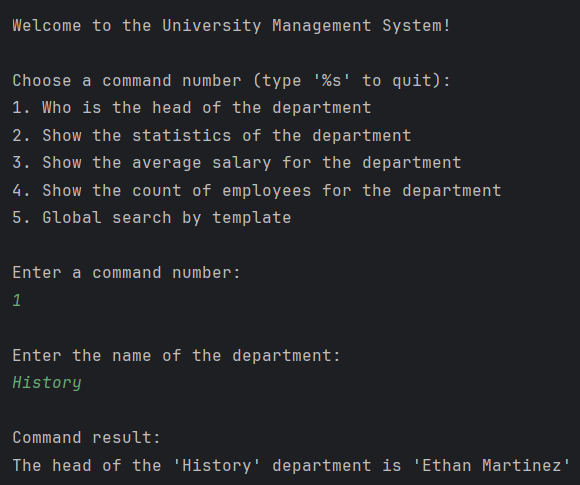 Welcome to the University Management System!
Choose a command number (type '%s' to quit):
1. Who is the head of the department
2. Show the statistics of the department
3. Show the average salary for the department
4. Show the count of employees for the department
5. Global search by template
Enter a command number:
1
Enter the name of the department:
History
Command result:
The head of the 'History' department is 'Ethan Martinez'